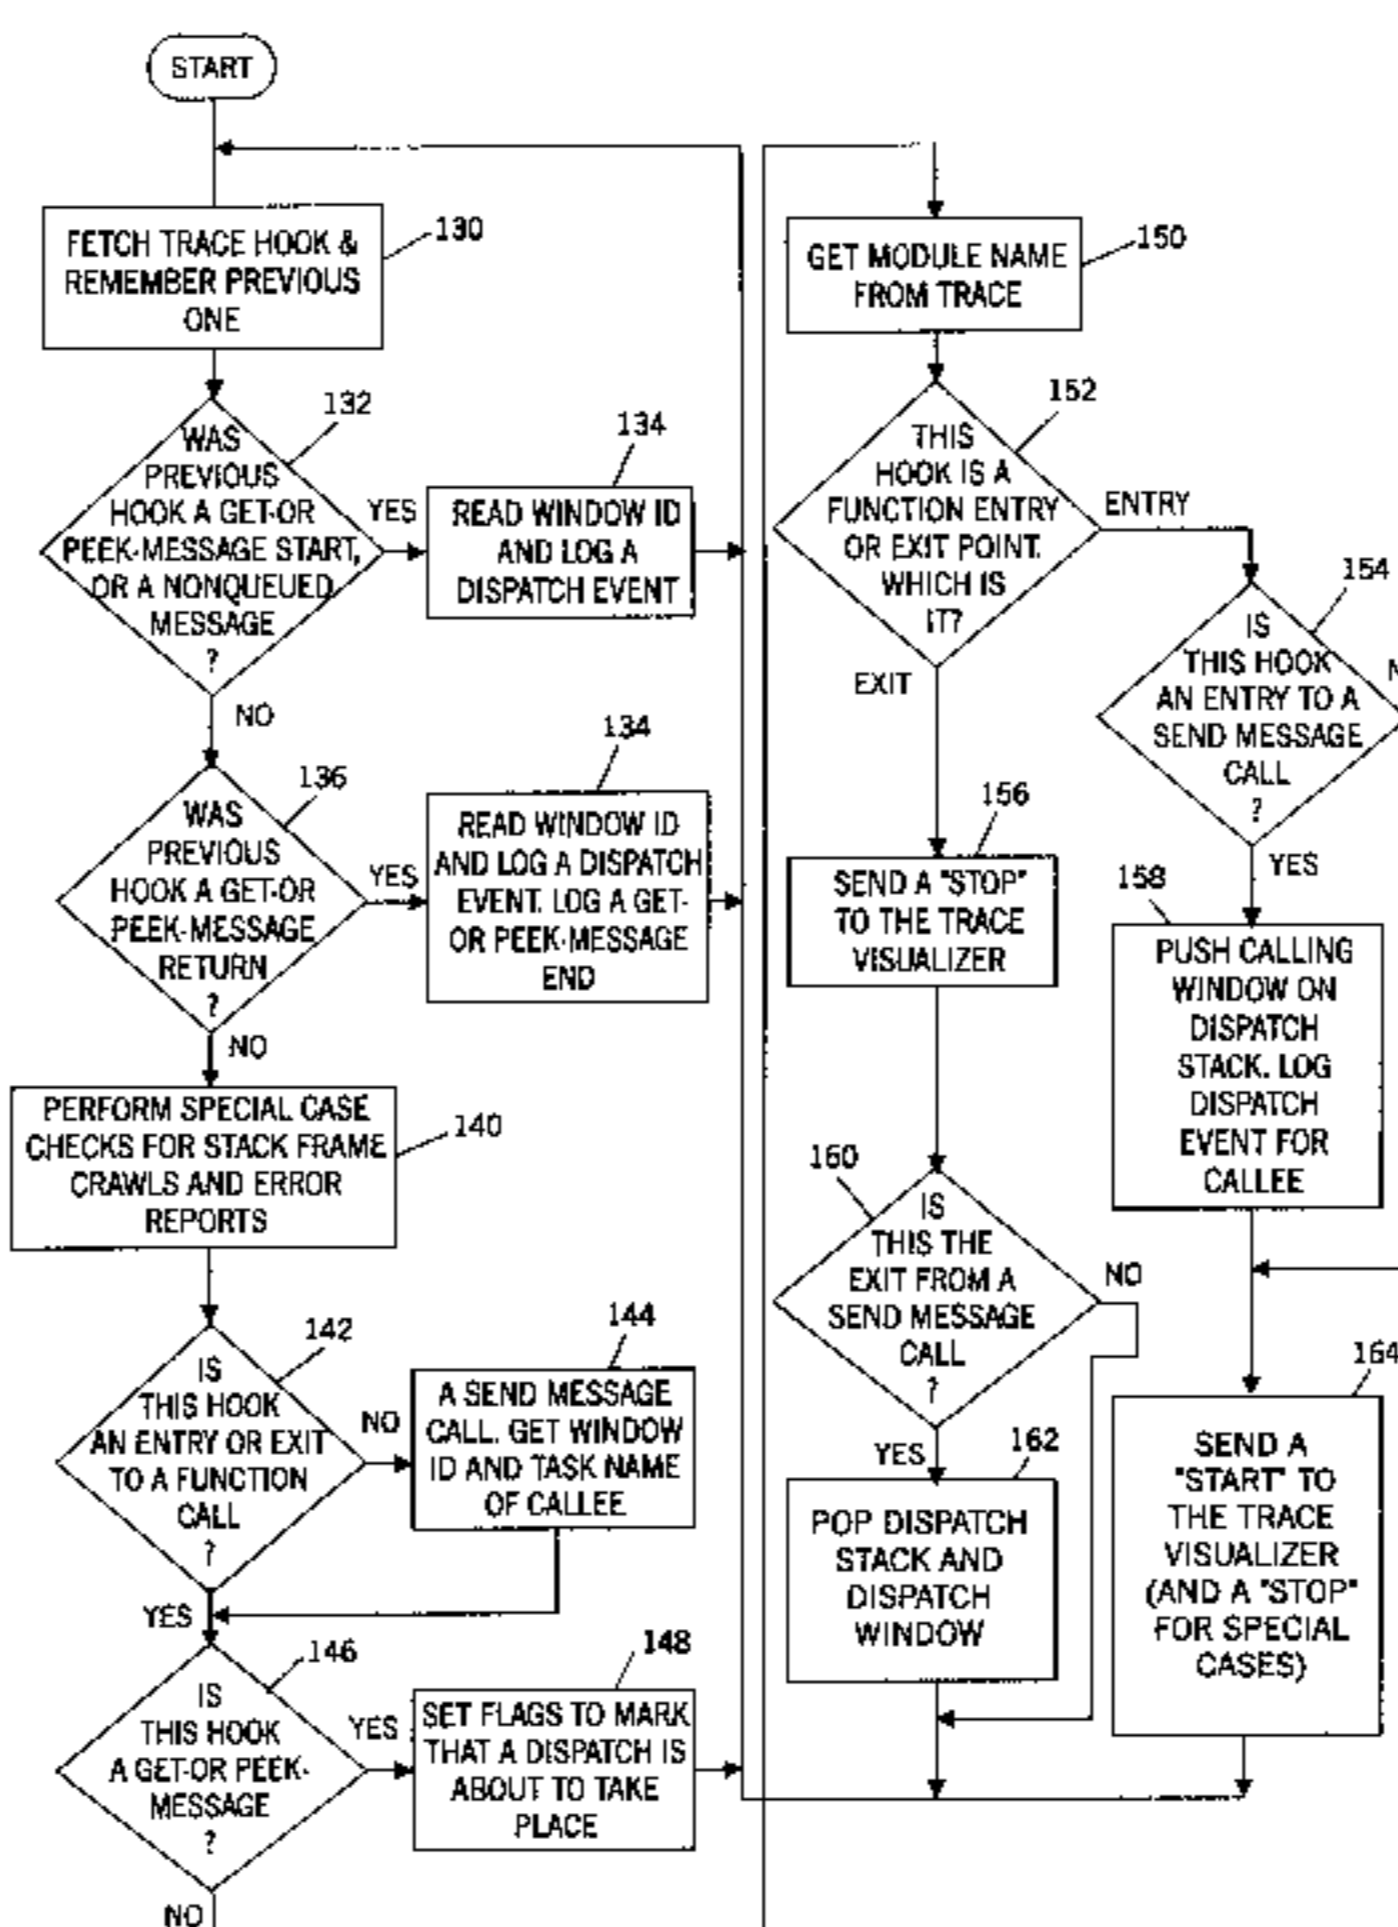 START
FETCH TRACE HOOK &
REMEMBER PREVIOUS
ONE
130
WAS
PREVIOUS
HOOK A GET-OR
PEEK-MESSAGE START,
OR A NONQUEUED
MESSAGE
?
132
YES
NO
134
READ WINDOW ID
AND LOG A
DISPATCH EVENT
WAS
PREVIOUS
HOOK A GET-OR
PEEK-MESSAGE
RETURN
?
136
YES
NO
134
READ WINDOW ID
AND LOG A DISPATCH
EVENT. LOG A GET-
OR PEEK-MESSAGE
END
PERFORM SPECIAL CASE
CHECKS FOR STACK FRAME
CRAWLS AND ERROR
REPORTS
140
IS
THIS HOOK
AN ENTRY OR EXIT
TO A FUNCTION
CALL
?
142
NO
YES
144
A SEND MESSAGE
CALL. GET WINDOW
ID AND TASK NAME
OF CALLEE
IS
THIS HOOK
A GET-OR PEEK-
MESSAGE
?
146
YES
NO
148
SET FLAGS TO MARK
THAT A DISPATCH IS
ABOUT TO TAKE
PLACE
GET MODULE NAME
FROM TRACE
150
THIS
HOOK IS A
FUNCTION ENTRY
OR EXIT POINT.
WHICH IS
IT?
152
ENTRY
EXIT
IS
THIS HOOK
AN ENTRY TO A
SEND MESSAGE
CALL
?
154
YES
156
SEND A "STOP"
TO THE TRACE
VISUALIZER
158
PUSH CALLING
WINDOW ON
DISPATCH
STACK. LOG
DISPATCH
EVENT FOR
CALLEE
160
IS
THIS THE
EXIT FROM A
SEND MESSAGE
CALL
?
NO
YES
162
POP DISPATCH
STACK AND
DISPATCH
WINDOW
164
SEND A
"START" TO
THE TRACE
VISUALIZER
(AND A "STOP"
FOR SPECIAL
CASES)